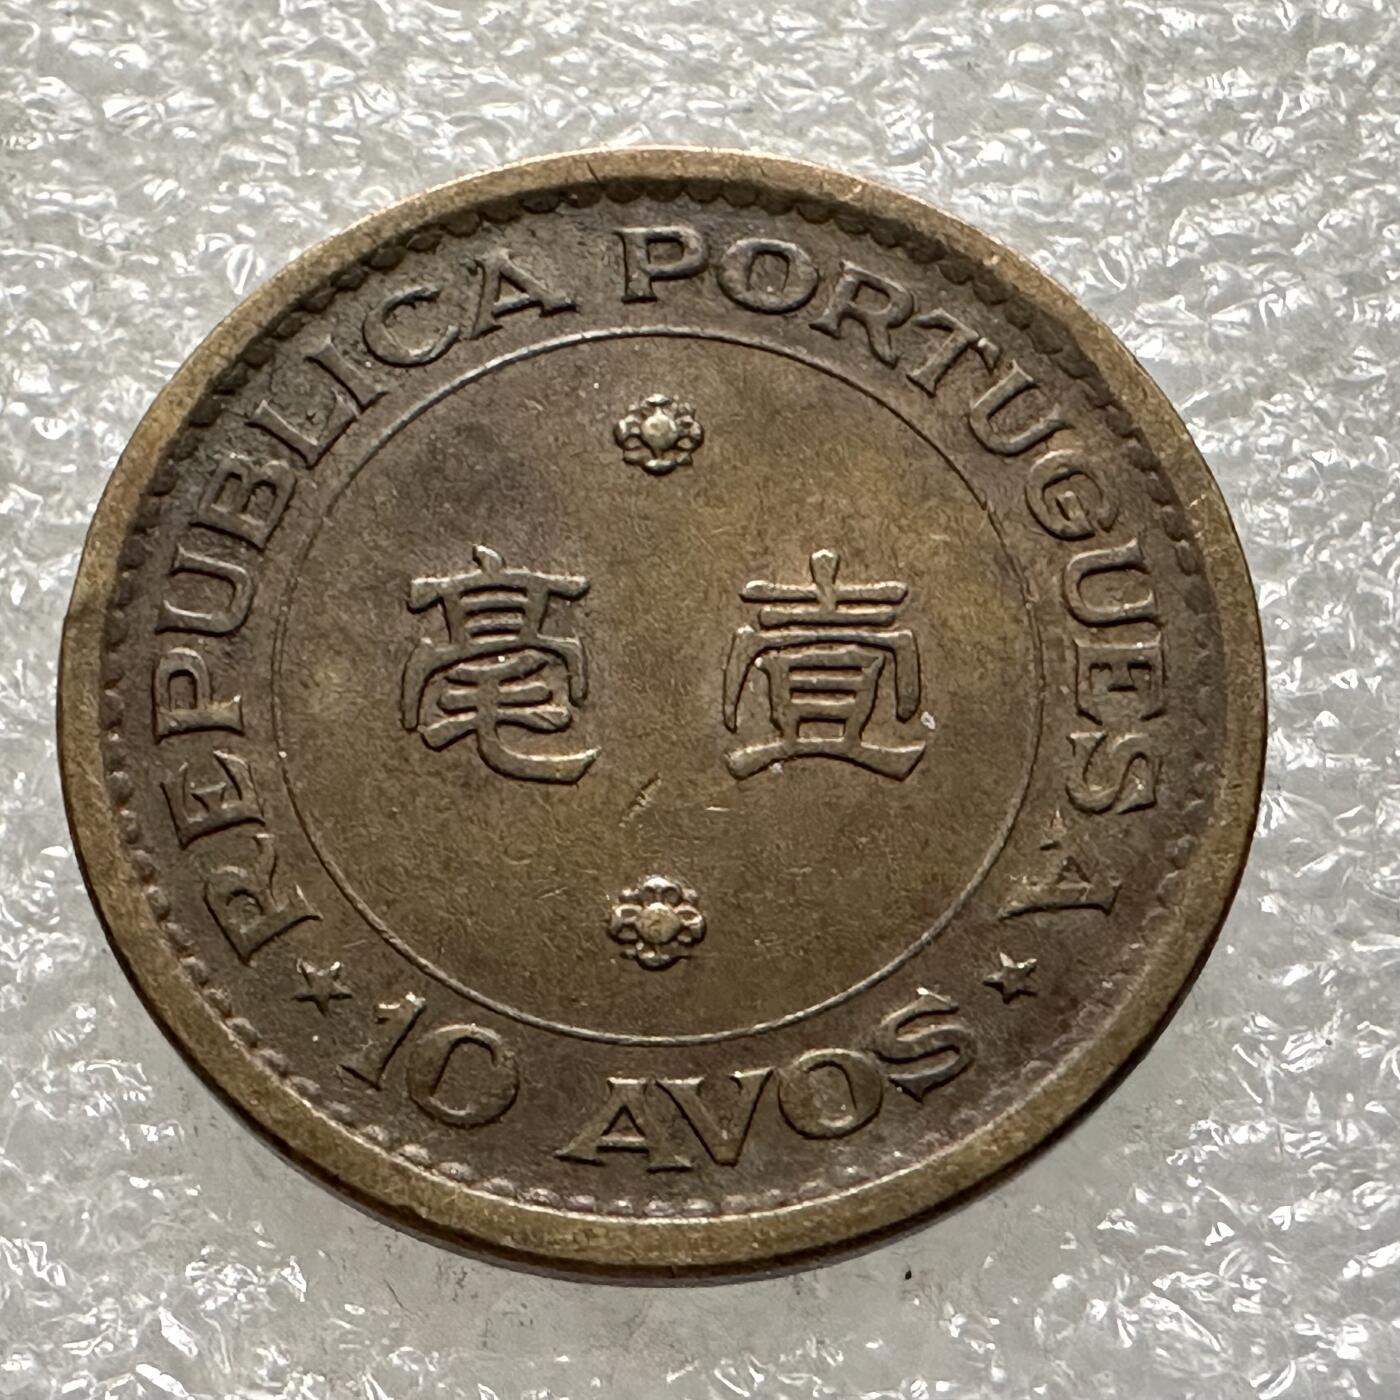 REPUBLICA PORTUGUESA
毫 壹
★ 10 AVOS ★